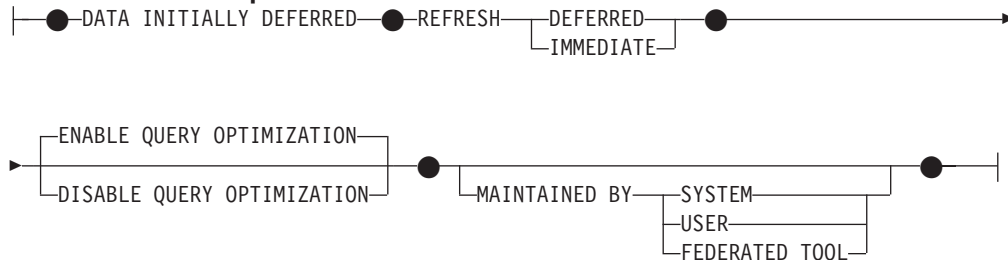 DATA INITIALLY DEFERRED REFRESH DEFERRED
IMMEDIATE
ENABLE QUERY OPTIMIZATION
DISABLE QUERY OPTIMIZATION MAINTAINED BY SYSTEM
USER
FEDERATED TOOL